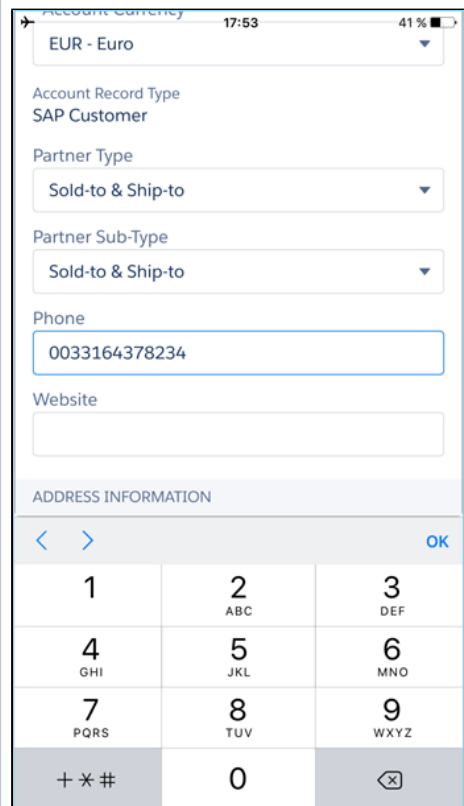 Account Currency
17:53
41 %
EUR - Euro
Account Record Type
SAP Customer
Partner Type
Sold-to & Ship-to
Partner Sub-Type
Sold-to & Ship-to
Phone
0033164378234
Website
ADDRESS INFORMATION
OK
1
2
3
ABC
DEF
4
5
6
GHI
JKL
MNO
7
8
9
PQRS
TUV
WXYZ
+*#
0